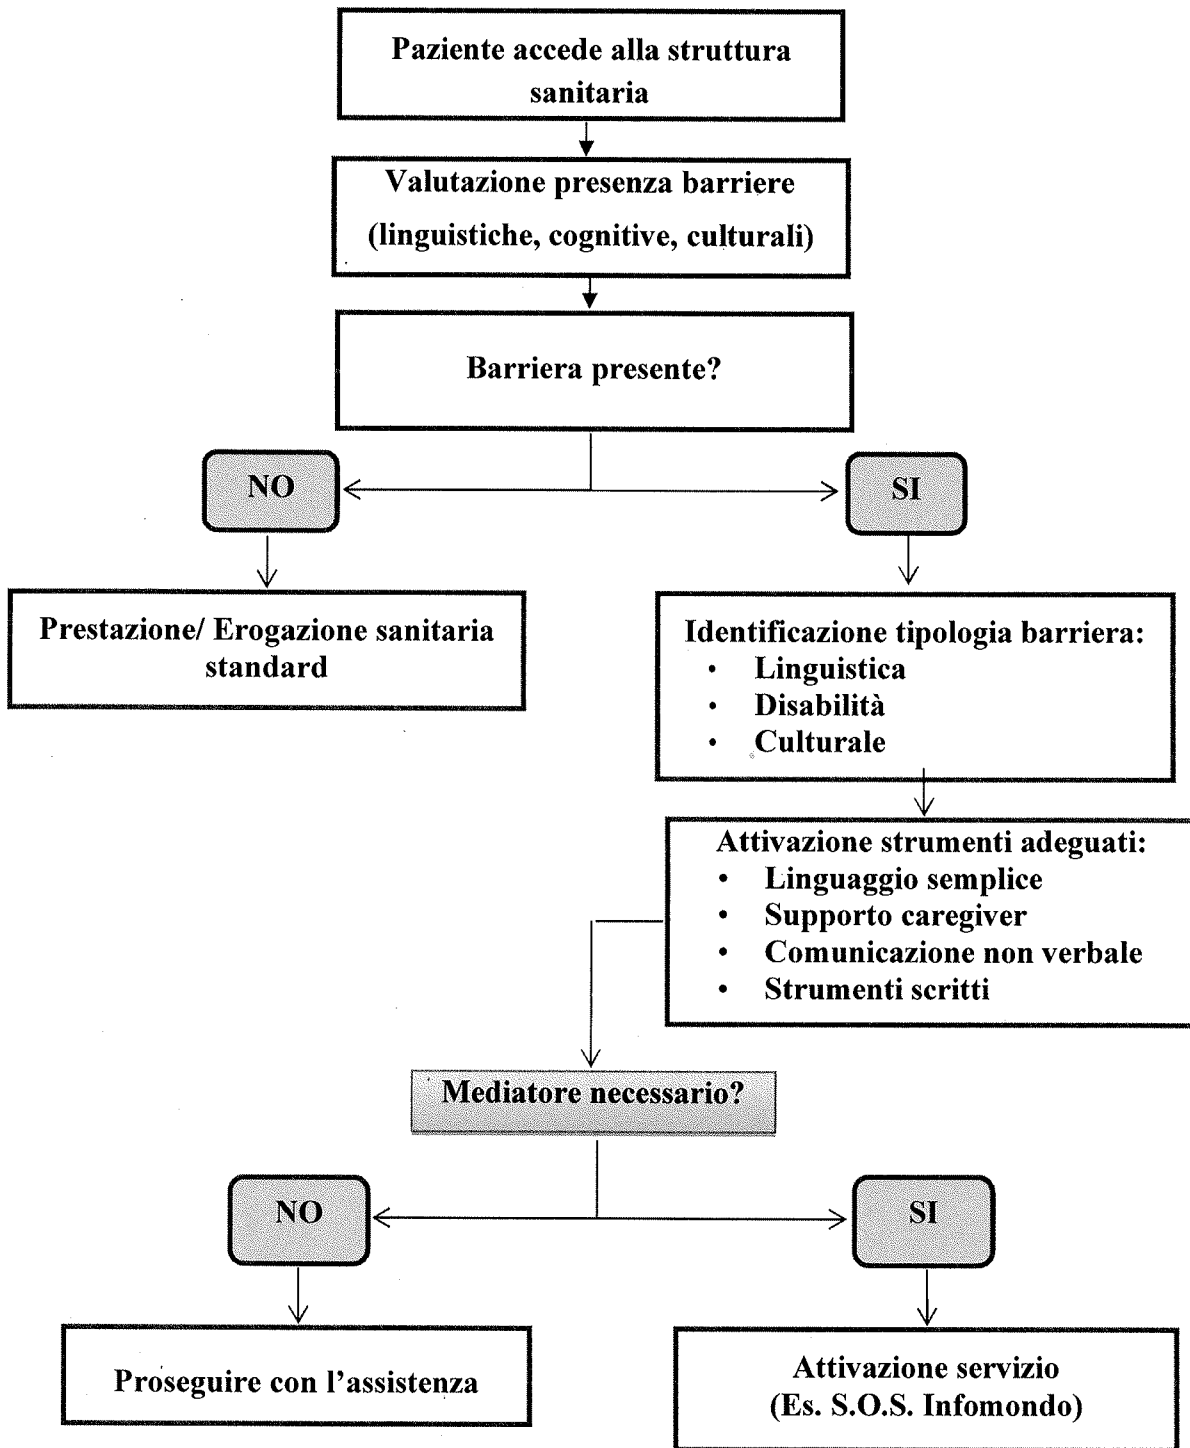 Paziente accede alla struttura
sanitaria
Valutazione presenza barriere
(linguistiche, cognitive, culturali)
Barriera presente?
NO
SI
Prestazione/ Erogazione sanitaria
standard
Identificazione tipologia barriera:
• Linguistica
• Disabilità
• Culturale
Attivazione strumenti adeguati:
• Linguaggio semplice
• Supporto caregiver
• Comunicazione non verbale
• Strumenti scritti
Mediatore necessario?
NO
SI
Proseguire con l'assistenza
Attivazione servizio
(Es. S.O.S. Infomondo)